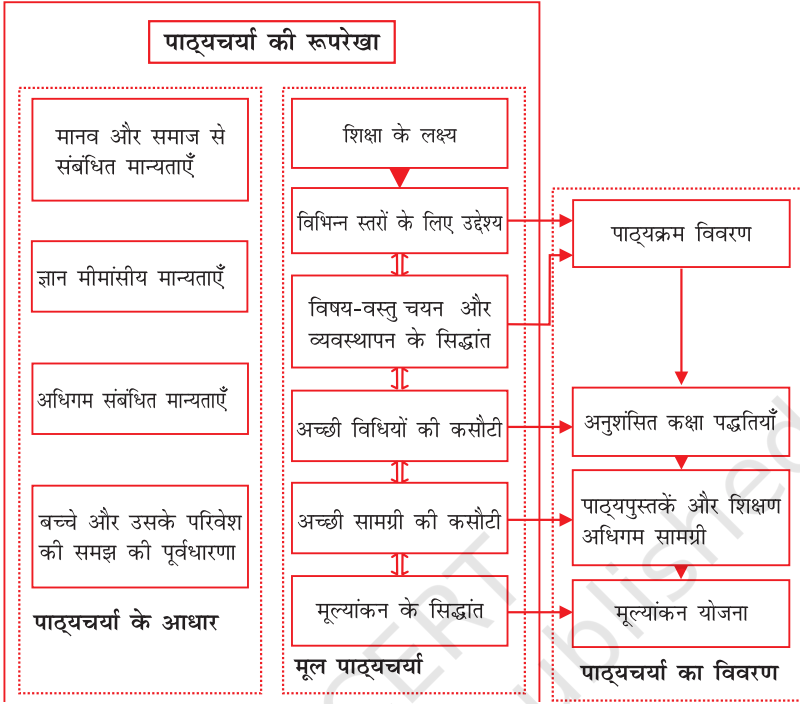 पाठ्यचर्या की रूपरेखा
मानव और समाज से
संबंधित मान्यताएँ
ज्ञान मीमांसीय मान्यताएँ
अधिगम संबंधित मान्यताएँ
बच्चे और उसके परिवेश
की समझ की पूर्वधारणा
पाठ्यचर्या के आधार
शिक्षा के लक्ष्य
विभिन्न स्तरों के लिए उद्देश्य
विषय-वस्तु चयन और
व्यवस्थापन के सिद्धांत
अच्छी विधियों की कसौटी
अच्छी सामग्री की कसौटी
मूल्यांकन के सिद्धांत
मूल पाठ्यचर्या
पाठ्यक्रम विवरण
अनुशंसित कक्षा पद्धतियाँ
पाठ्यपुस्तकें और शिक्षण
अधिगम सामग्री
मूल्यांकन योजना
पाठ्यचर्या का विवरण
CERT
ublished